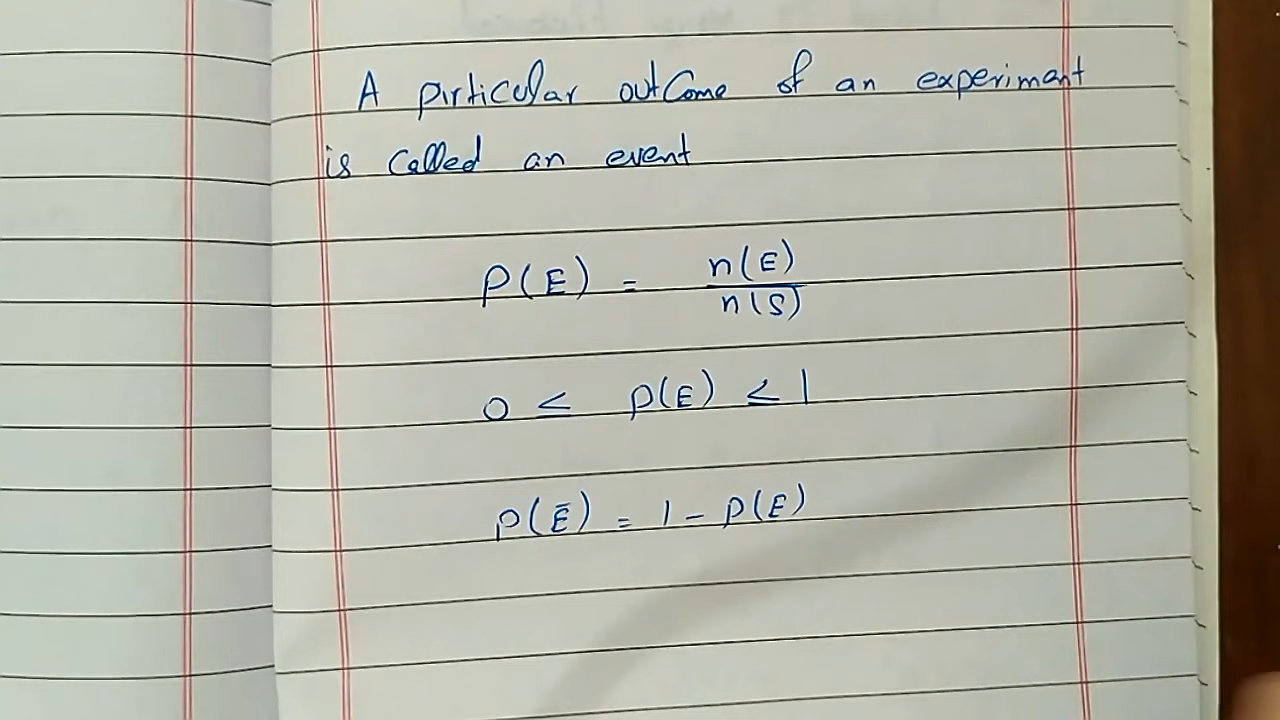 A pirticular outcome of an experimant
is called an event
P(E) = n(E)/n(S)
0 < P(E) ≤ 1
P(Ē) = 1 - P(E)